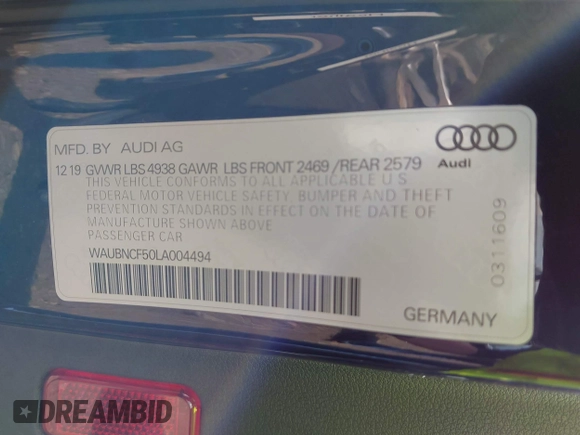 MFD. BY AUDI AG
Audi
12 19 GVWR LBS 4938 GAWR LBS FRONT 2469 /REAR 2579
THIS VEHICLE CONFORMS TO ALL APPLICABLE U S
FEDERAL MOTOR VEHICLE SAFETY, BUMPER AND THEFT
PREVENTION STANDARDS IN EFFECT ON THE DATE OF
MANUFACTURE SHOWN ABOVE
PASSENGER CAR
WAUBNCF50LA004494
0311609
GERMANY
DREAMBID